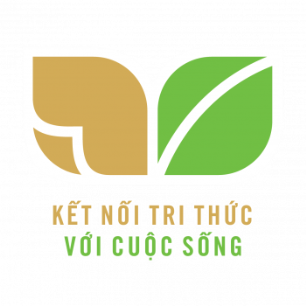 KẾT NỐI TRI THỨC
VỚI CUỘC SỐNG